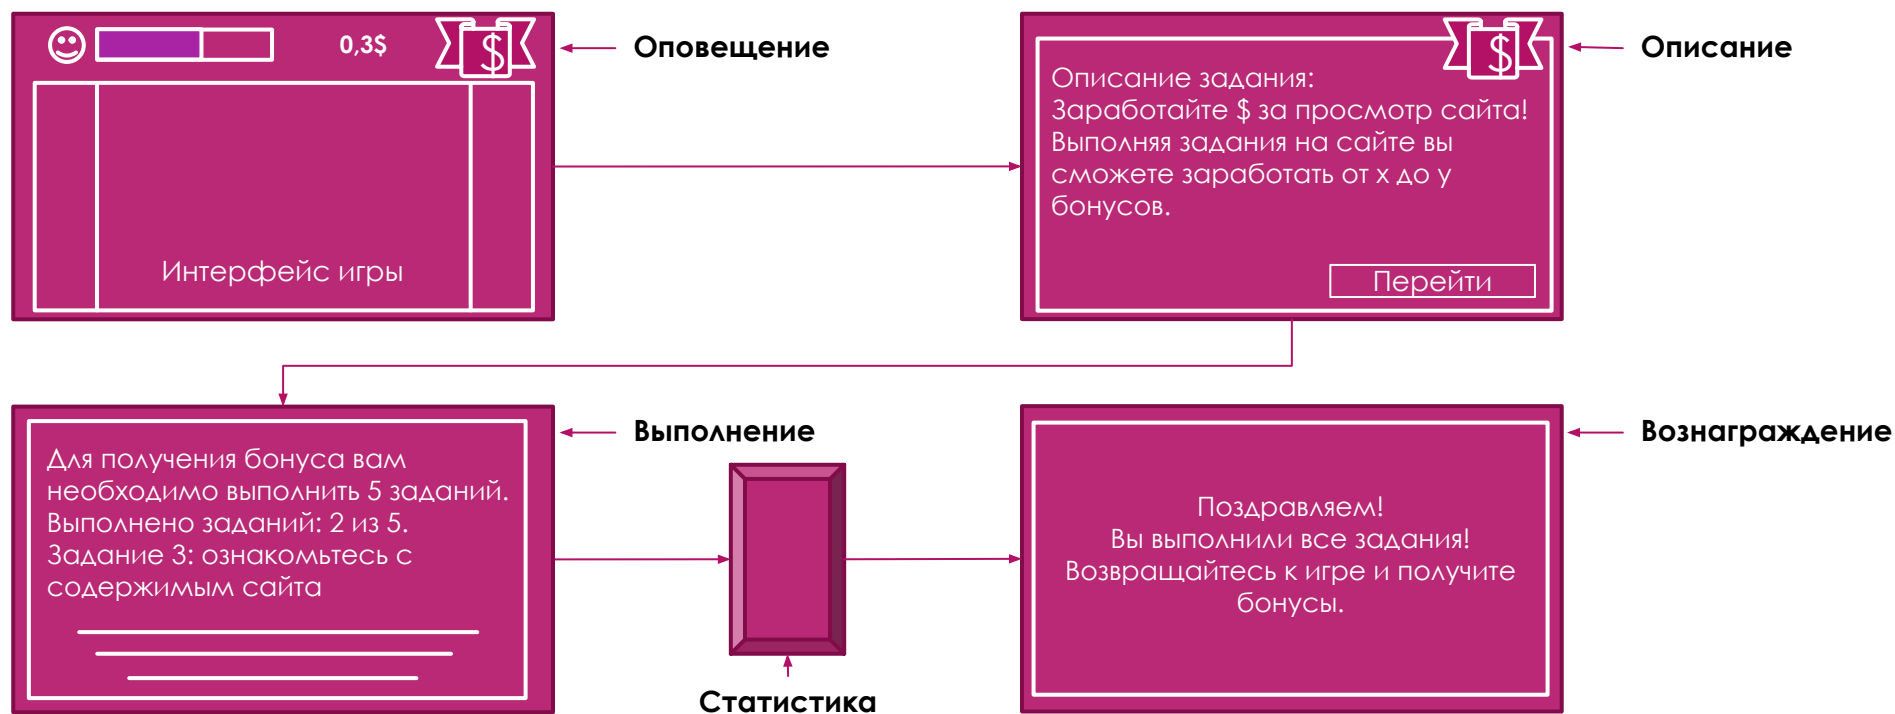 0,3$
$
Оповещение
Интерфейс игры
$
Описание
Описание задания:
Заработайте $ за просмотр сайта!
Выполняя задания на сайте вы
сможете заработать от х до у
бонусов.
Перейти
Выполнение
Для получения бонуса вам
необходимо выполнить 5 заданий.
Выполнено заданий: 2 из 5.
Задание 3: ознакомьтесь с
содержимым сайта
Статистика
Вознаграждение
Поздравляем!
Вы выполнили все задания!
Возвращайтесь к игре и получите
бонусы.